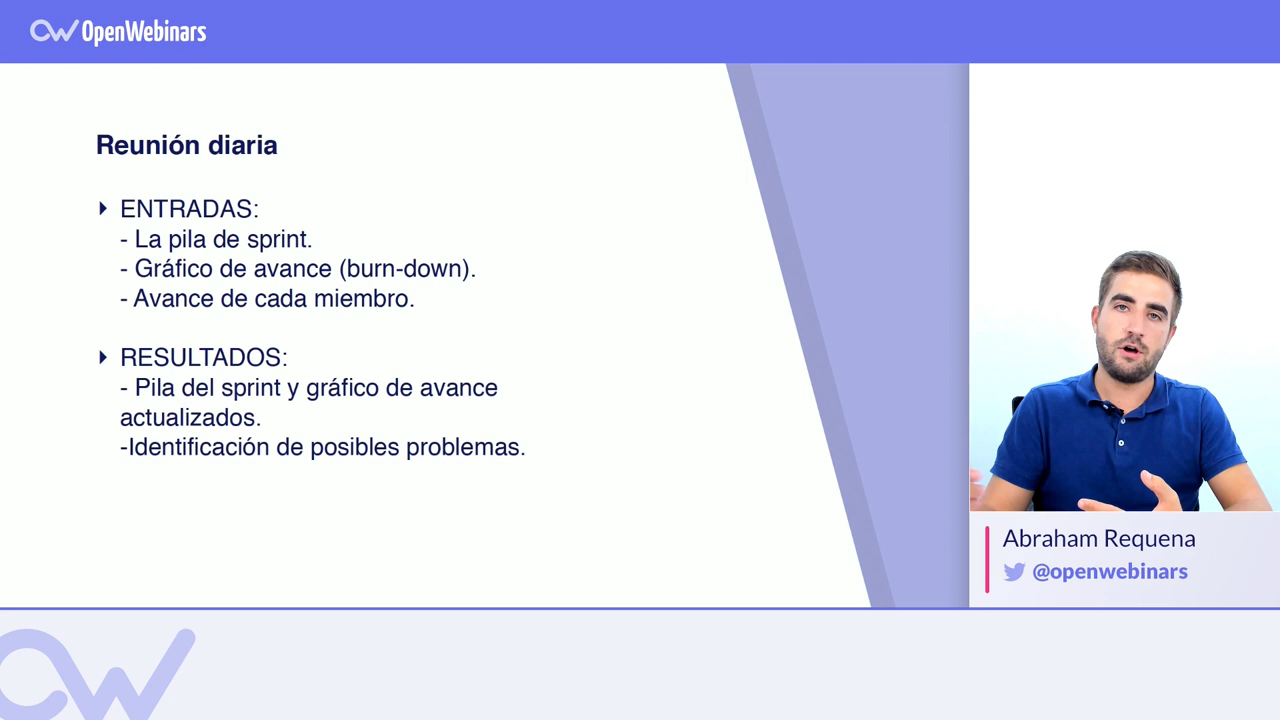 OpenWebinars
Reunión diaria
ENTRADAS:
- La pila de sprint.
- Gráfico de avance (burn-down).
- Avance de cada miembro.
RESULTADOS:
- Pila del sprint y gráfico de avance
actualizados.
-Identificación de posibles problemas.
Abraham Requena
@openwebinars